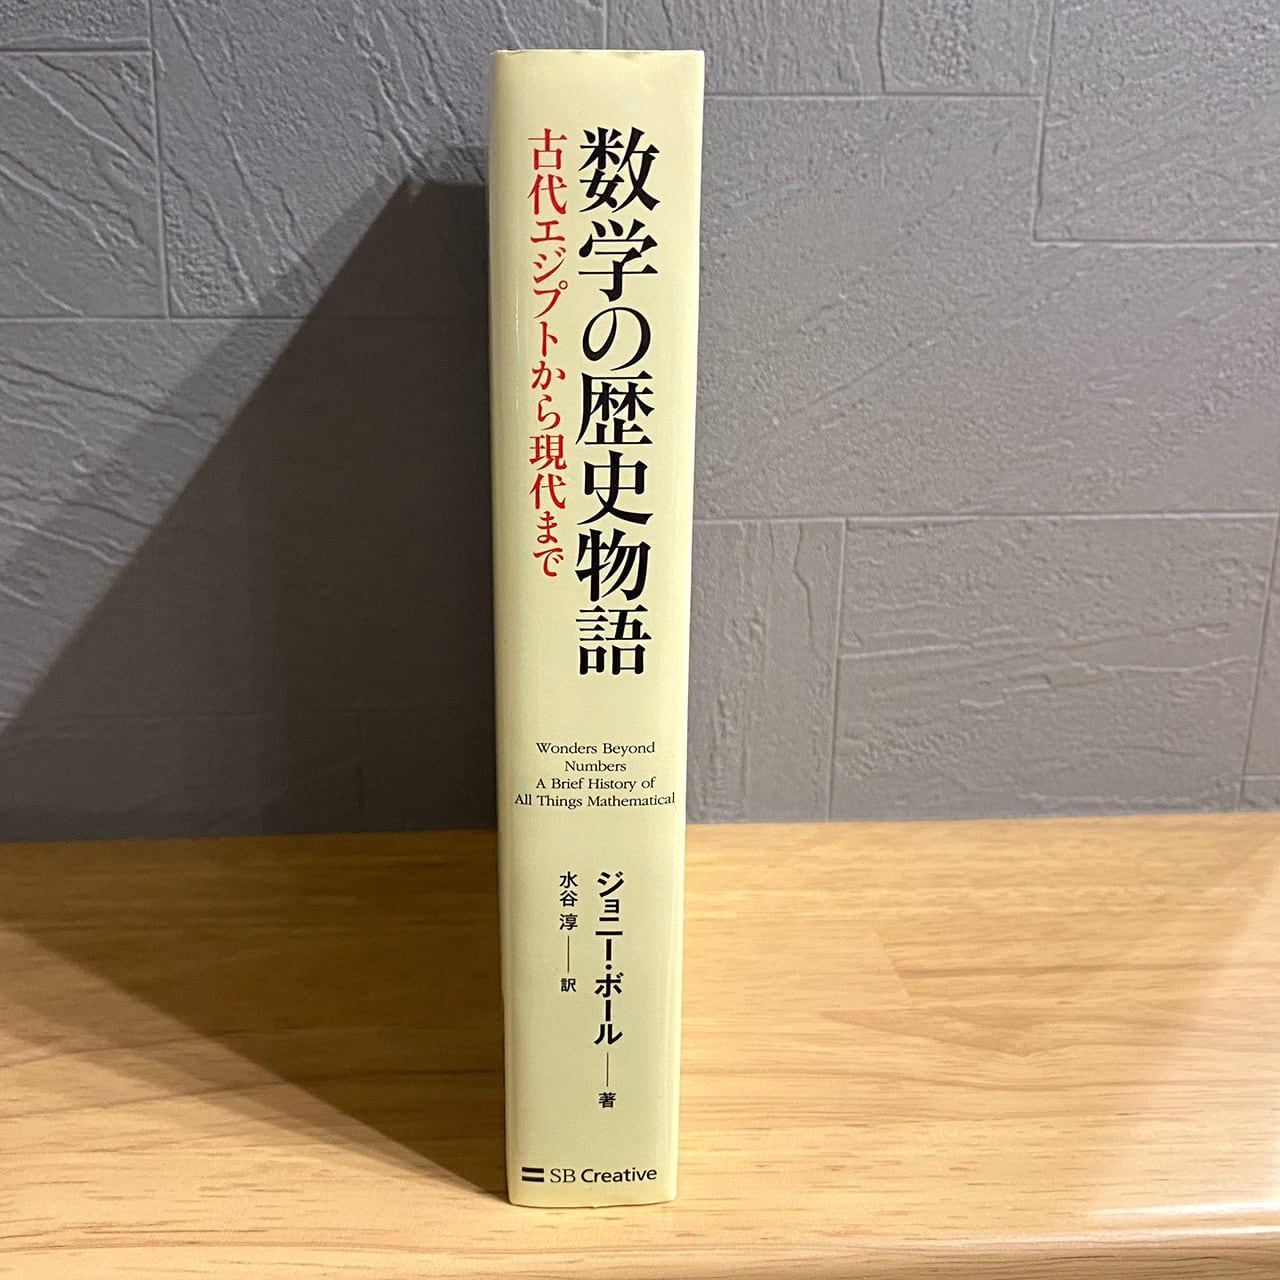 数学の歴史物語
古代エジプトから現代まで
Wonders Beyond
Numbers
A Brief History of
All Things Mathematical
ジョニー・ボール──著
水谷 淳──訳
SB Creative